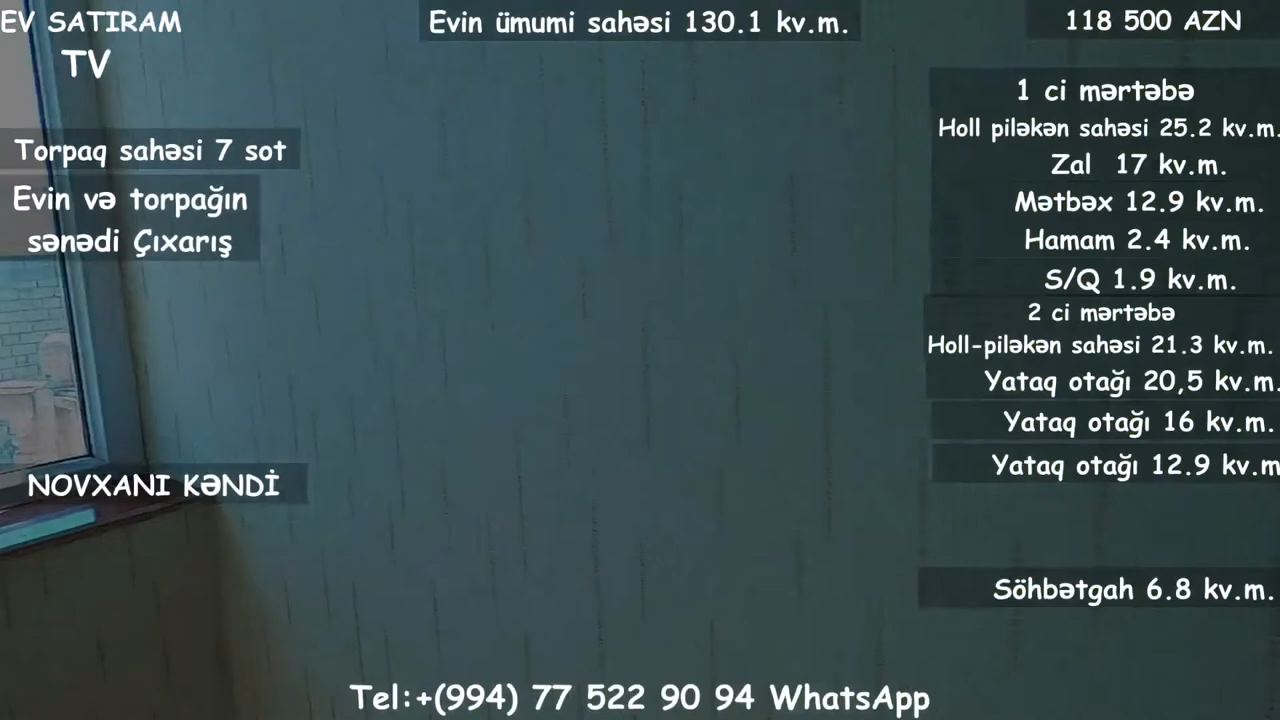 EV SATIRAM
TV
Evin ümumi sahəsi 130.1 kv.m.
118 500 AZN
Torpaq sahəsi 7 sot
Evin və torpağın
sənədi Çıxarış
NOVXANI KƏNDİ
1 ci mərtəbə
Holl piləkən sahəsi 25.2 kv.m.
Zal 17 kv.m.
Mətbəx 12.9 kv.m.
Hamam 2.4 kv.m.
S/Q 1.9 kv.m.
2 ci mərtəbə
Holl-piləkən sahəsi 21.3 kv.m.
Yataq otağı 20,5 kv.m.
Yataq otağı 16 kv.m.
Yataq otağı 12.9 kv.m
Söhbətgah 6.8 kv.m.
Tel:+(994) 77 522 90 94 WhatsApp